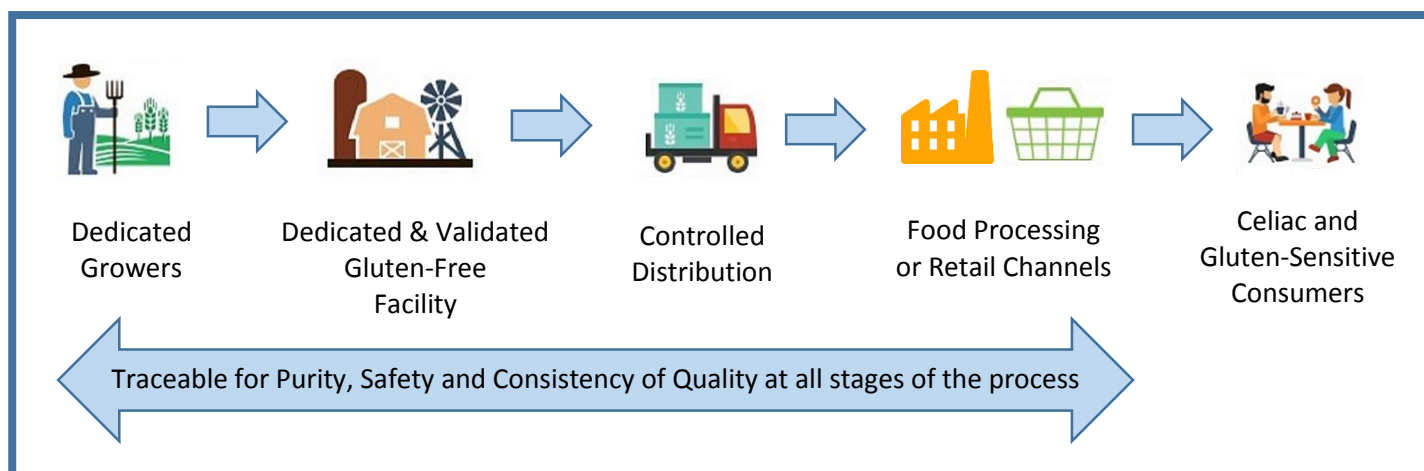 Dedicated
Growers
Dedicated & Validated
Gluten-Free
Facility
Controlled
Distribution
Food Processing
or Retail Channels
Celiac and
Gluten-Sensitive
Consumers
Traceable for Purity, Safety and Consistency of Quality at all stages of the process